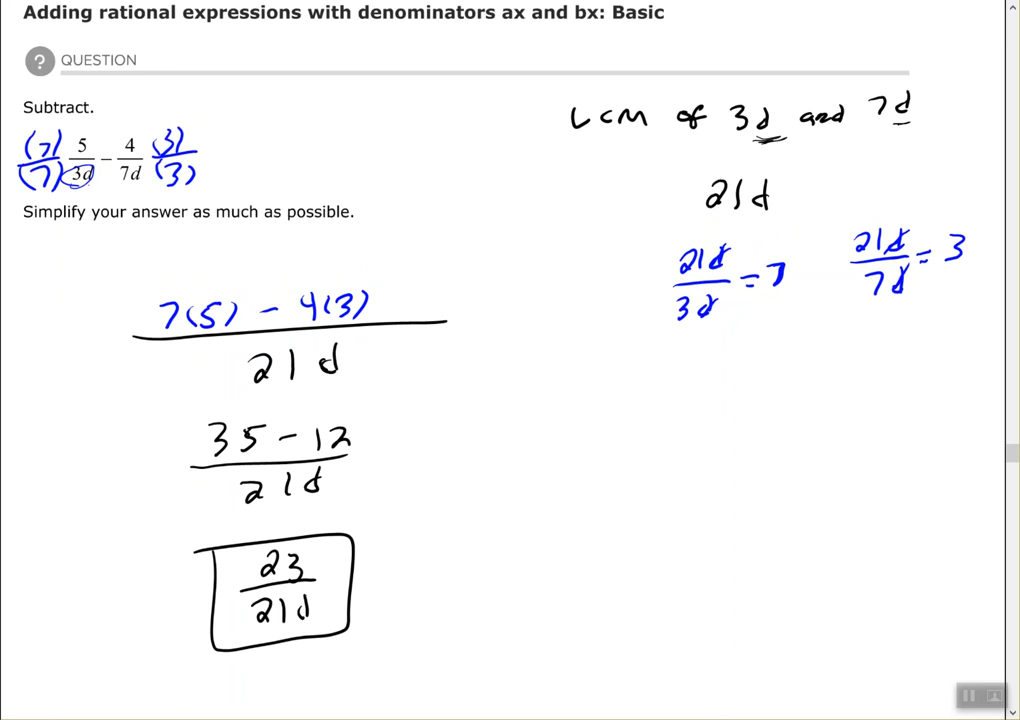 Adding rational expressions with denominators ax and bx: Basic
? QUESTION
Subtract.
(7)/(7) 5/3d − 4/7d (3)/(3)
Simplify your answer as much as possible.
LCM of 3d and 7d
21d
21d/3d = 7
21d/7d = 3
7(5) − 4(3)
21d
35 − 12
21d
23
21d